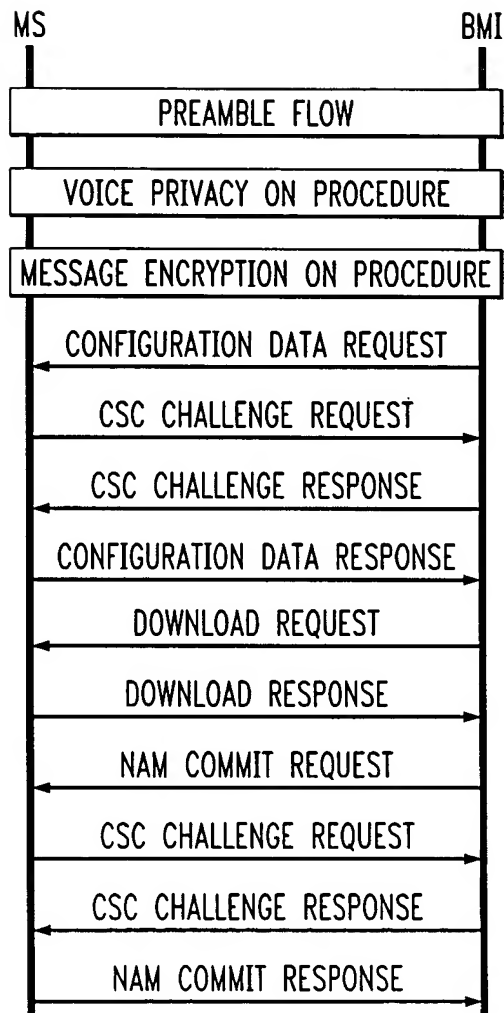 MS
BMI
PREAMBLE FLOW
VOICE PRIVACY ON PROCEDURE
MESSAGE ENCRYPTION ON PROCEDURE
CONFIGURATION DATA REQUEST
CSC CHALLENGE REQUEST
CSC CHALLENGE RESPONSE
CONFIGURATION DATA RESPONSE
DOWNLOAD REQUEST
DOWNLOAD RESPONSE
NAM COMMIT REQUEST
CSC CHALLENGE REQUEST
CSC CHALLENGE RESPONSE
NAM COMMIT RESPONSE